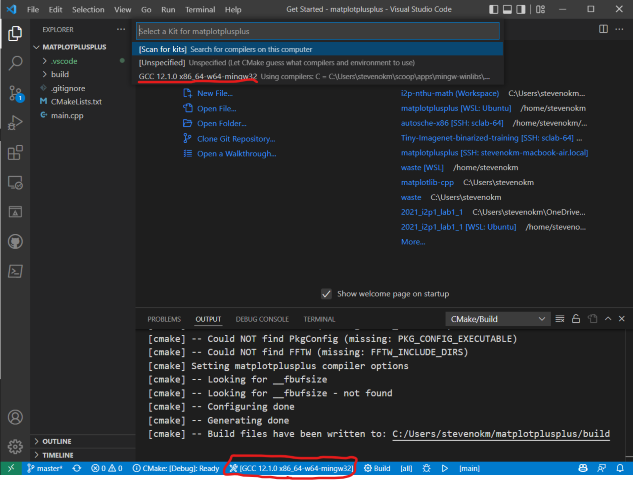 File Edit Selection View Go Run Terminal Help
Get Started - matplotplusplus - Visual Studio Code
EXPLORER
MATPLOTPLUSPLUS
.vscode
build
.gitignore
CMakeLists.txt
main.cpp
Select a Kit for matplotplusplus
[Scan for kits] Search for compilers on this computer
[Unspecified] Unspecified (Let CMake guess what compilers and environment to use)
GCC 12.1.0 x86_64-w64-mingw32 Using compilers: C = C:\Users\stevenokm\scoop\apps\mingw-winlibs\...
New File...
Open File...
Open Folder...
Clone Git Repository...
Open a Walkthrough...
i2p-nthu-math (Workspace) C:\Users...
matplotplusplus [WSL: Ubuntu] /home...
autosche-x86 [SSH: sclab-64] /home...
Tiny-Imagenet-binarized-training [SSH: sclab-64] ...
matplotplusplus [SSH: stevenokm-macbook-air.local]
waste [WSL] /home/stevenokm
matplotlib-cpp C:\Users\stevenokm
waste C:\Users\stevenokm
2021_i2p1_lab1_1 C:\Users\stevenokm\OneDrive...
2021_i2p1_lab1_1 [WSL: Ubuntu] /home/steveno...
More...
Show welcome page on startup
PROBLEMS OUTPUT DEBUG CONSOLE TERMINAL
CMake/Build
[cmake] -- Could NOT find PkgConfig (missing: PKG_CONFIG_EXECUTABLE)
[cmake] -- Could NOT find FFTW (missing: FFTW_INCLUDE_DIRS)
[cmake] Setting matplotplusplus compiler options
[cmake] -- Looking for __fbufsize
[cmake] -- Looking for __fbufsize - not found
[cmake] -- Configuring done
[cmake] -- Generating done
[cmake] -- Build files have been written to: C:/Users/stevenokm/matplotplusplus/build
OUTLINE
TIMELINE
master* 0 0 CMake: [Debug]: Ready [GCC 12.1.0 x86_64-w64-mingw32] Build [all] [main]